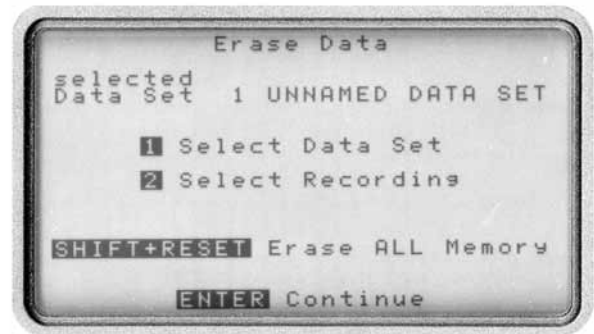 Erase Data
selected
Data Set 1 UNNAMED DATA SET
1 Select Data Set
2 Select Recording
SHIFT+RESET Erase ALL Memory
ENTER Continue